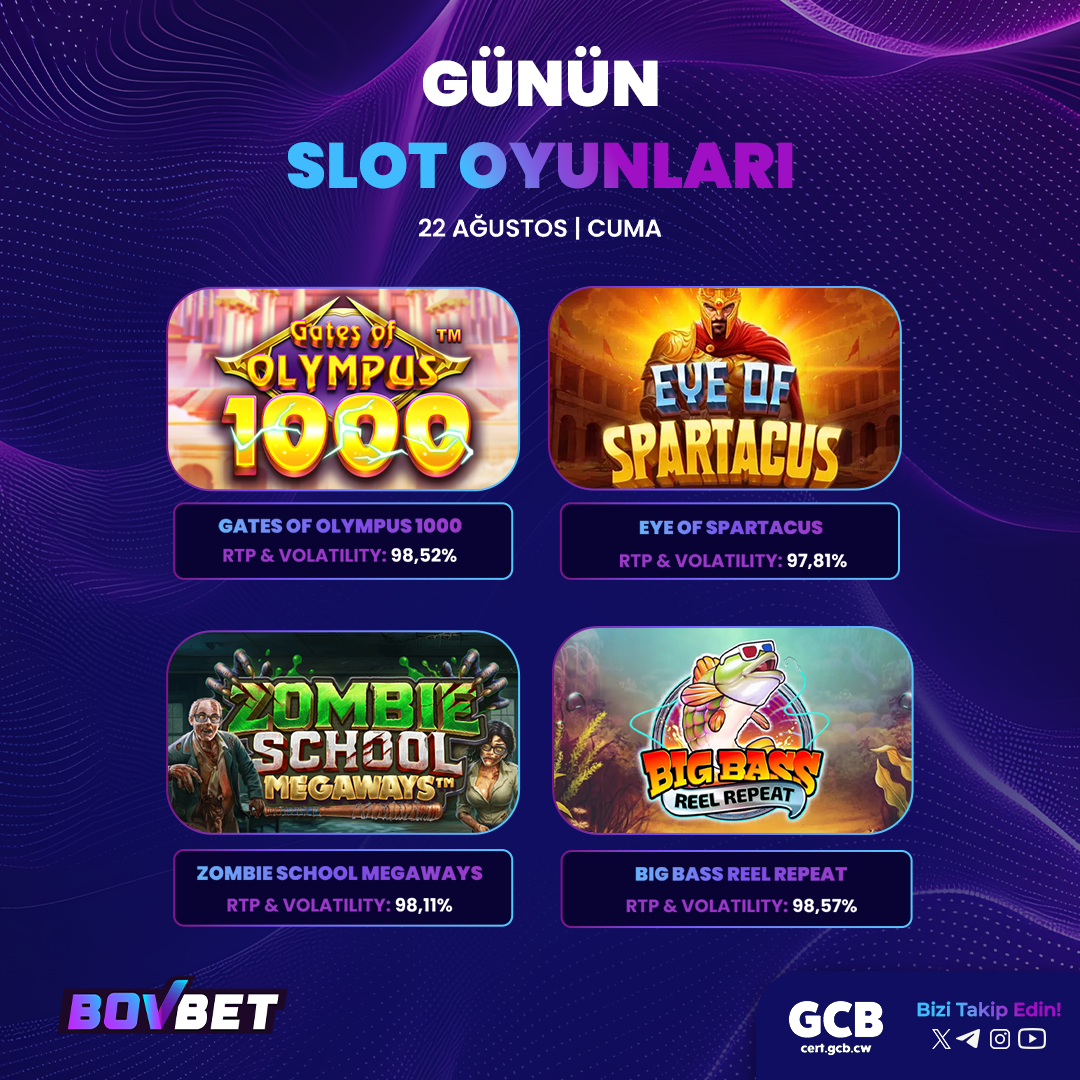 GÜNÜN
SLOT OYUNLARI
22 AĞUSTOS | CUMA
Gates of
OLYMPUS™
1000
EYE OF
SPARTACUS
GATES OF OLYMPUS 1000
RTP & VOLATILITY: 98,52%
EYE OF SPARTACUS
RTP & VOLATILITY: 97,81%
ZOMBIE
SCHOOL
MEGAWAYS™
BIG BASS
REEL REPEAT
ZOMBIE SCHOOL MEGAWAYS
RTP & VOLATILITY: 98,11%
BIG BASS REEL REPEAT
RTP & VOLATILITY: 98,57%
BOVBET
GCB
cert.gcb.cw
Bizi Takip Edin!